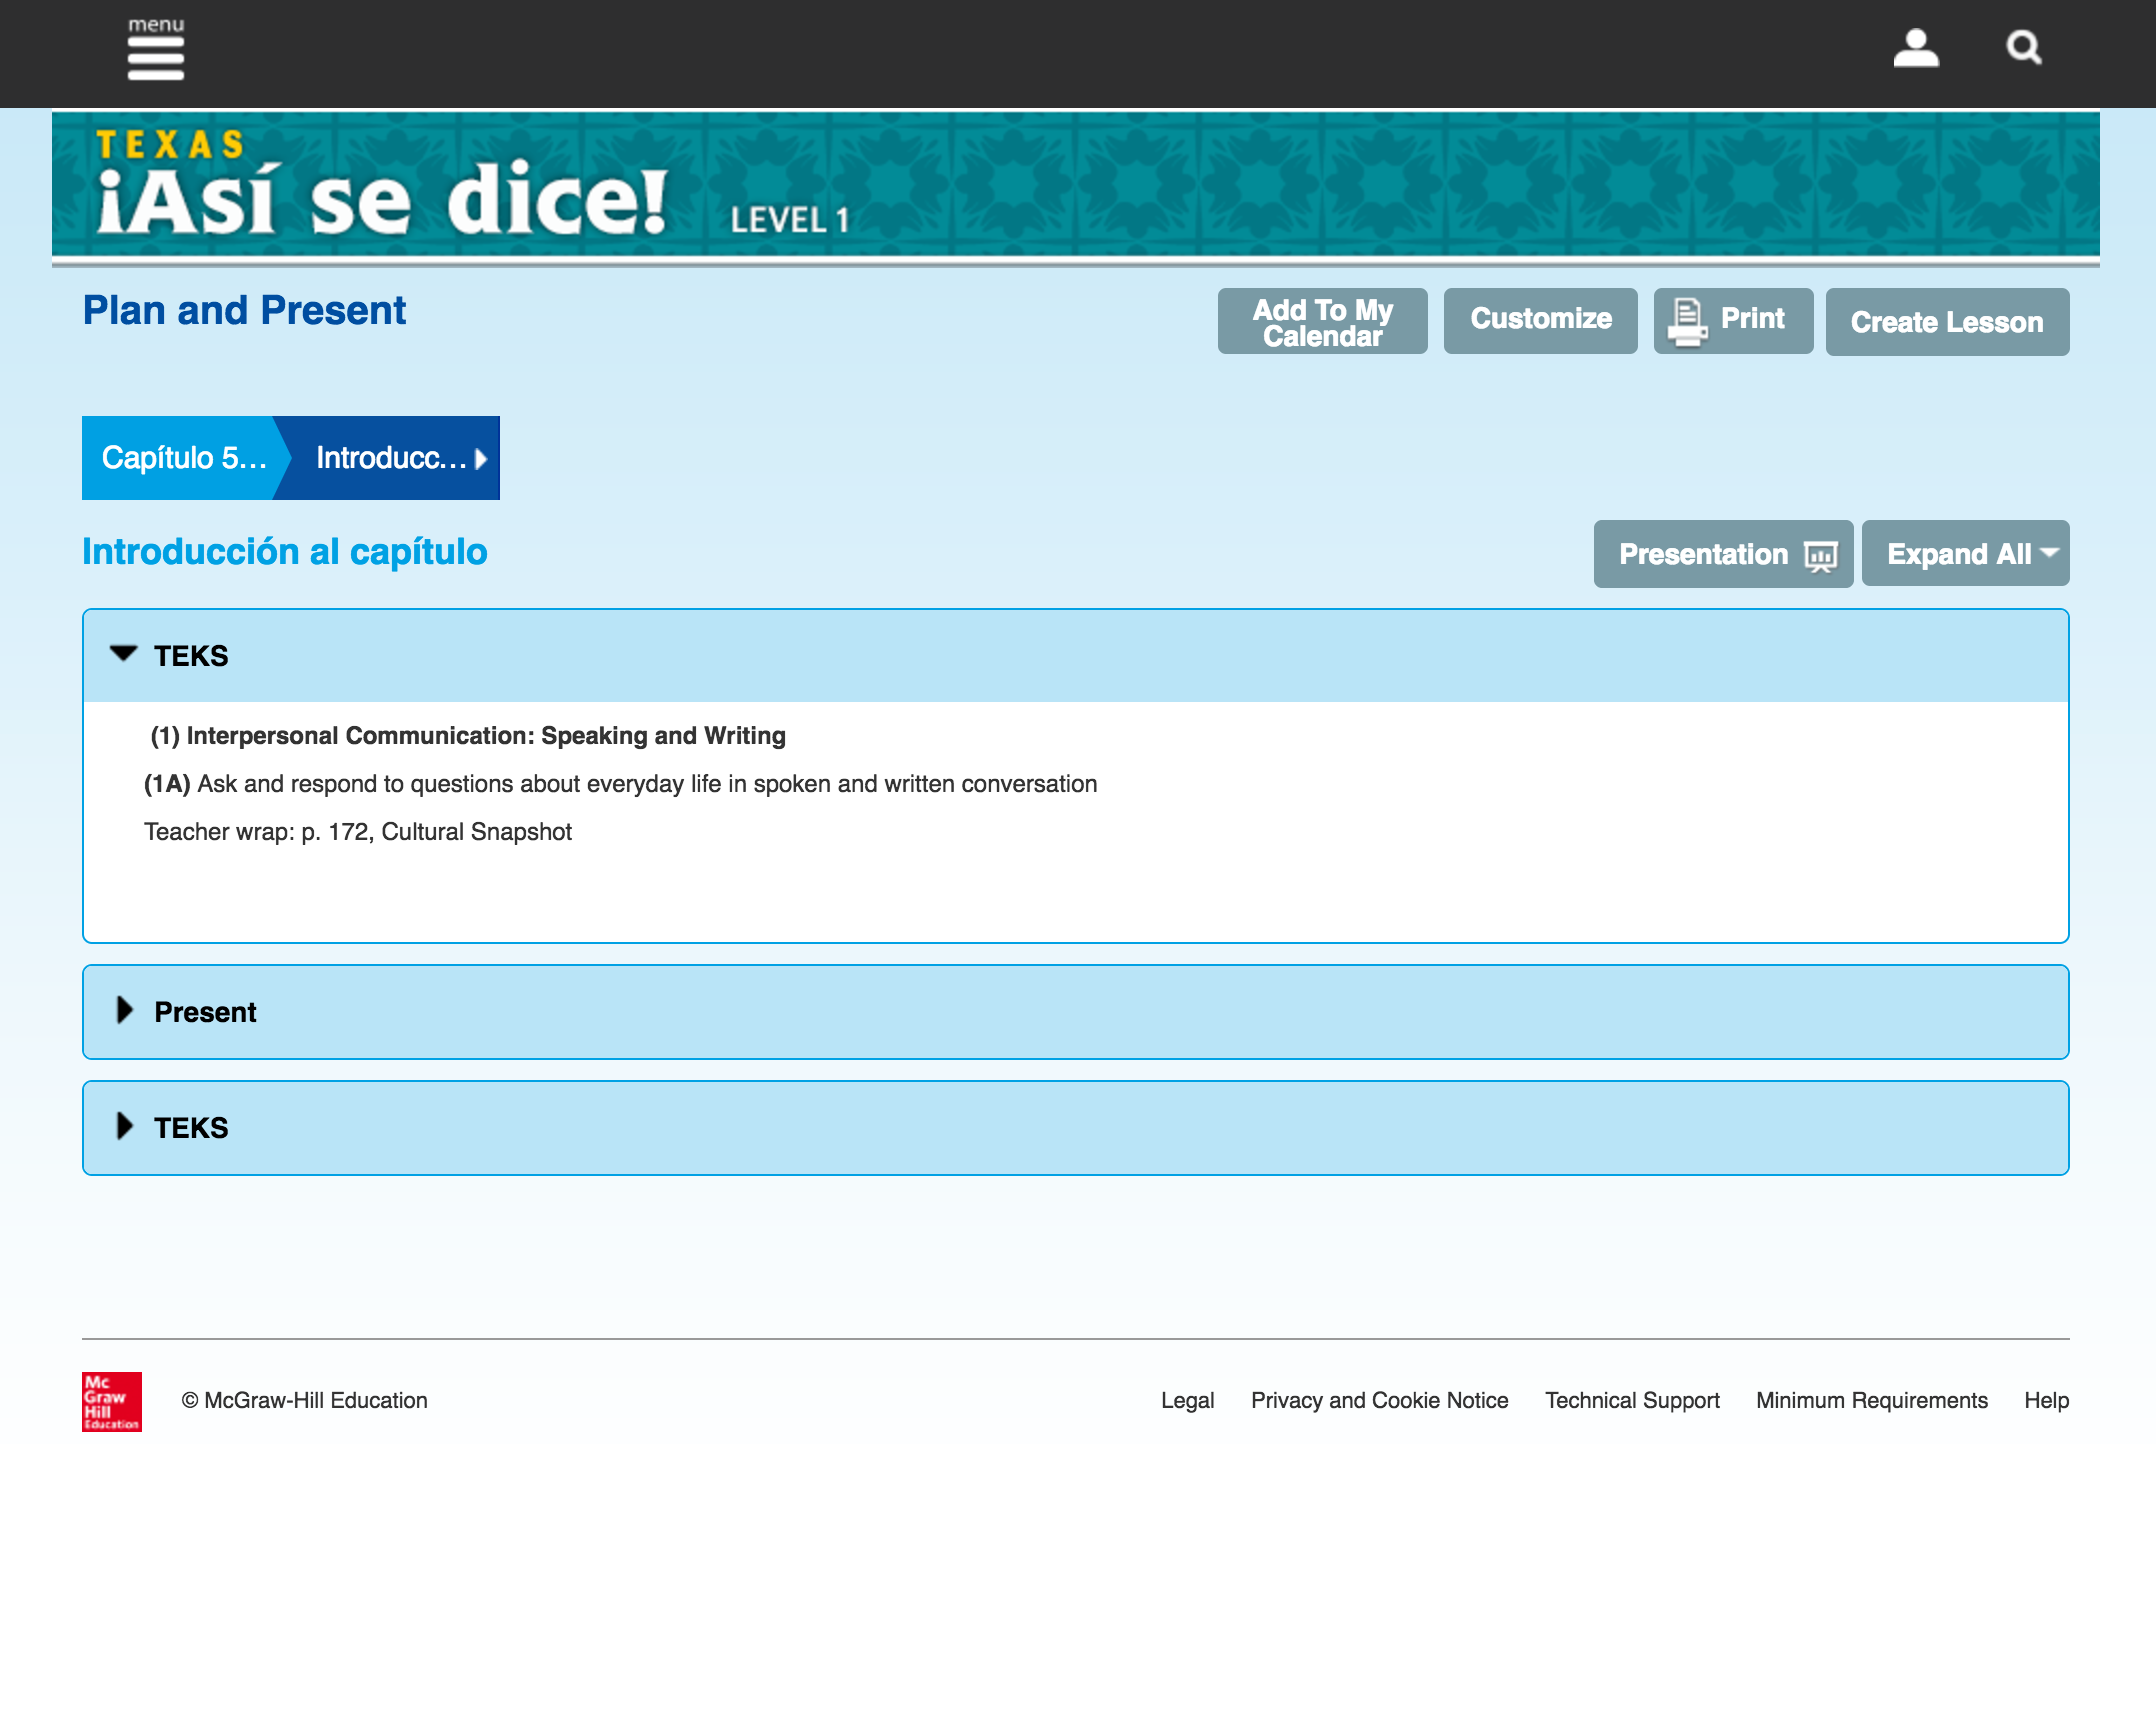 menu
TEXAS
¡Así se dice! LEVEL 1
Plan and Present
Add To My
Calendar
Customize
Print
Create Lesson
Capítulo 5...
Introducc...
Introducción al capítulo
Presentation
Expand All
TEKS
(1) Interpersonal Communication: Speaking and Writing
(1A) Ask and respond to questions about everyday life in spoken and written conversation
Teacher wrap: p. 172, Cultural Snapshot
Present
TEKS
Mc
Graw
Hill
Education
© McGraw-Hill Education
Legal
Privacy and Cookie Notice
Technical Support
Minimum Requirements
Help